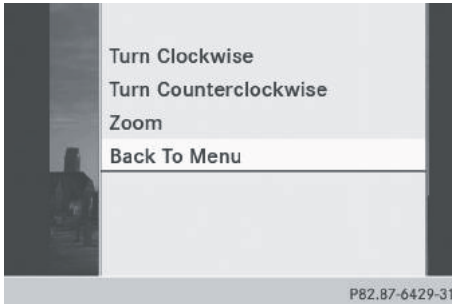 Turn Clockwise
Turn Counterclockwise
Zoom
Back To Menu
P82.87-6429-31